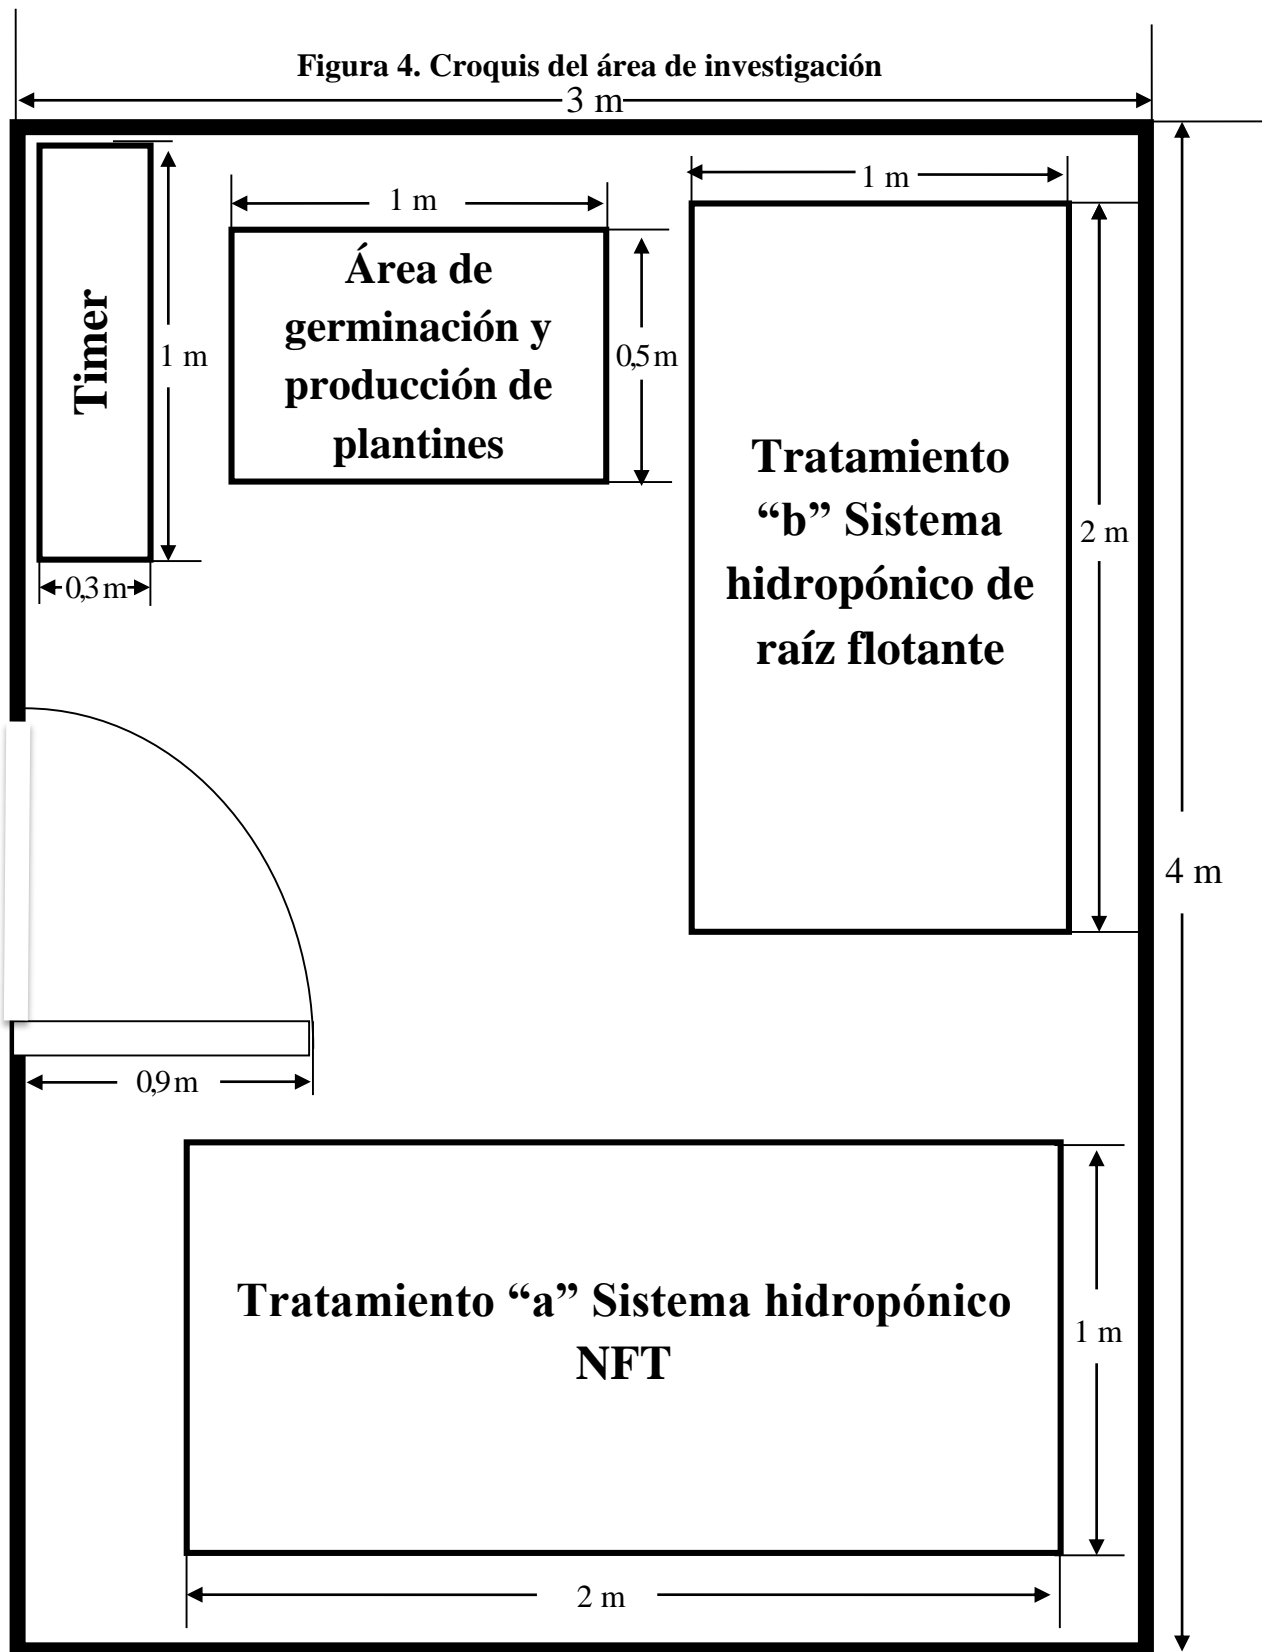 Figura 4. Croquis del área de investigación
3 m
1 m
1 m
Timer
1 m
Área de
germinación y
producción de
plantines
0,5 m
0,3 m
Tratamiento
“b” Sistema
hidropónico de
raíz flotante
2 m
4 m
0,9 m
Tratamiento “a” Sistema hidropónico
NFT
1 m
2 m